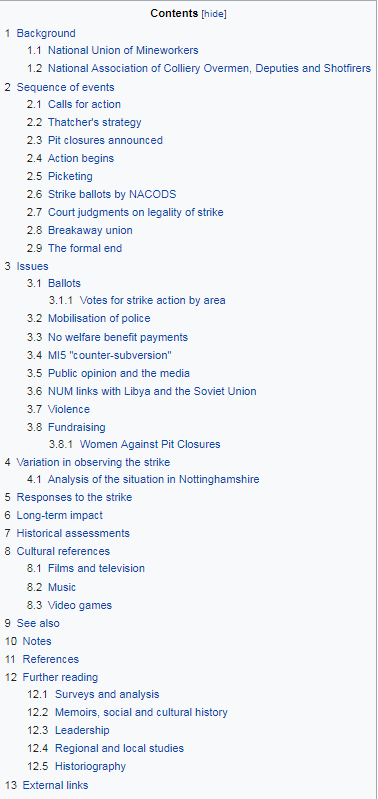 Contents [hide]
1 Background
1.1 National Union of Mineworkers
1.2 National Association of Colliery Overmen, Deputies and Shotfirers
2 Sequence of events
2.1 Calls for action
2.2 Thatcher's strategy
2.3 Pit closures announced
2.4 Action begins
2.5 Picketing
2.6 Strike ballots by NACODS
2.7 Court judgments on legality of strike
2.8 Breakaway union
2.9 The formal end
3 Issues
3.1 Ballots
3.1.1 Votes for strike action by area
3.2 Mobilisation of police
3.3 No welfare benefit payments
3.4 MI5 "counter-subversion"
3.5 Public opinion and the media
3.6 NUM links with Libya and the Soviet Union
3.7 Violence
3.8 Fundraising
3.8.1 Women Against Pit Closures
4 Variation in observing the strike
4.1 Analysis of the situation in Nottinghamshire
5 Responses to the strike
6 Long-term impact
7 Historical assessments
8 Cultural references
8.1 Films and television
8.2 Music
8.3 Video games
9 See also
10 Notes
11 References
12 Further reading
12.1 Surveys and analysis
12.2 Memoirs, social and cultural history
12.3 Leadership
12.4 Regional and local studies
12.5 Historiography
13 External links